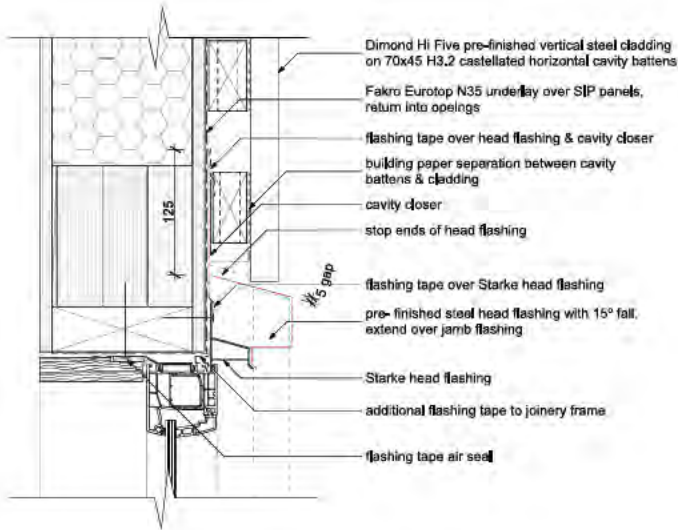 Dimond Hi Five pre-finished vertical steel cladding
on 70x45 H3.2 castellated horizontal cavity battens
Fakro Eurotop N35 underlay over SIP panels,
return into opeings
flashing tape over head flashing & cavity closer
building paper separation between cavity
battens & cladding
cavity closer
stop ends of head flashing
125
5 gap
flashing tape over Starke head flashing
pre- finished steel head flashing with 15° fall,
extend over jamb flashing
Starke head flashing
additional flashing tape to joinery frame
flashing tape air seal